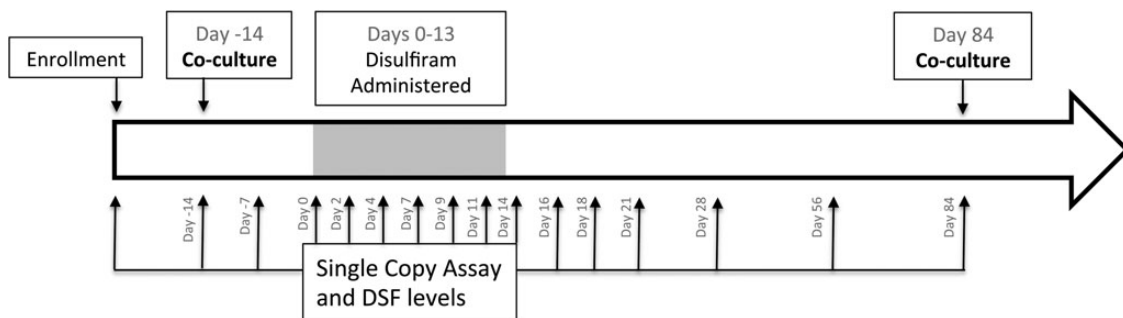 Enrollment
Day -14
Co-culture
Days 0-13
Disulfiram
Administered
Day 84
Co-culture
Day -14
Day -7
Day 0
Day 2
Day 4
Day 7
Day 9
Day 11
Day 14
Day 16
Day 18
Day 21
Day 28
Day 56
Day 84
Single Copy Assay
and DSF levels